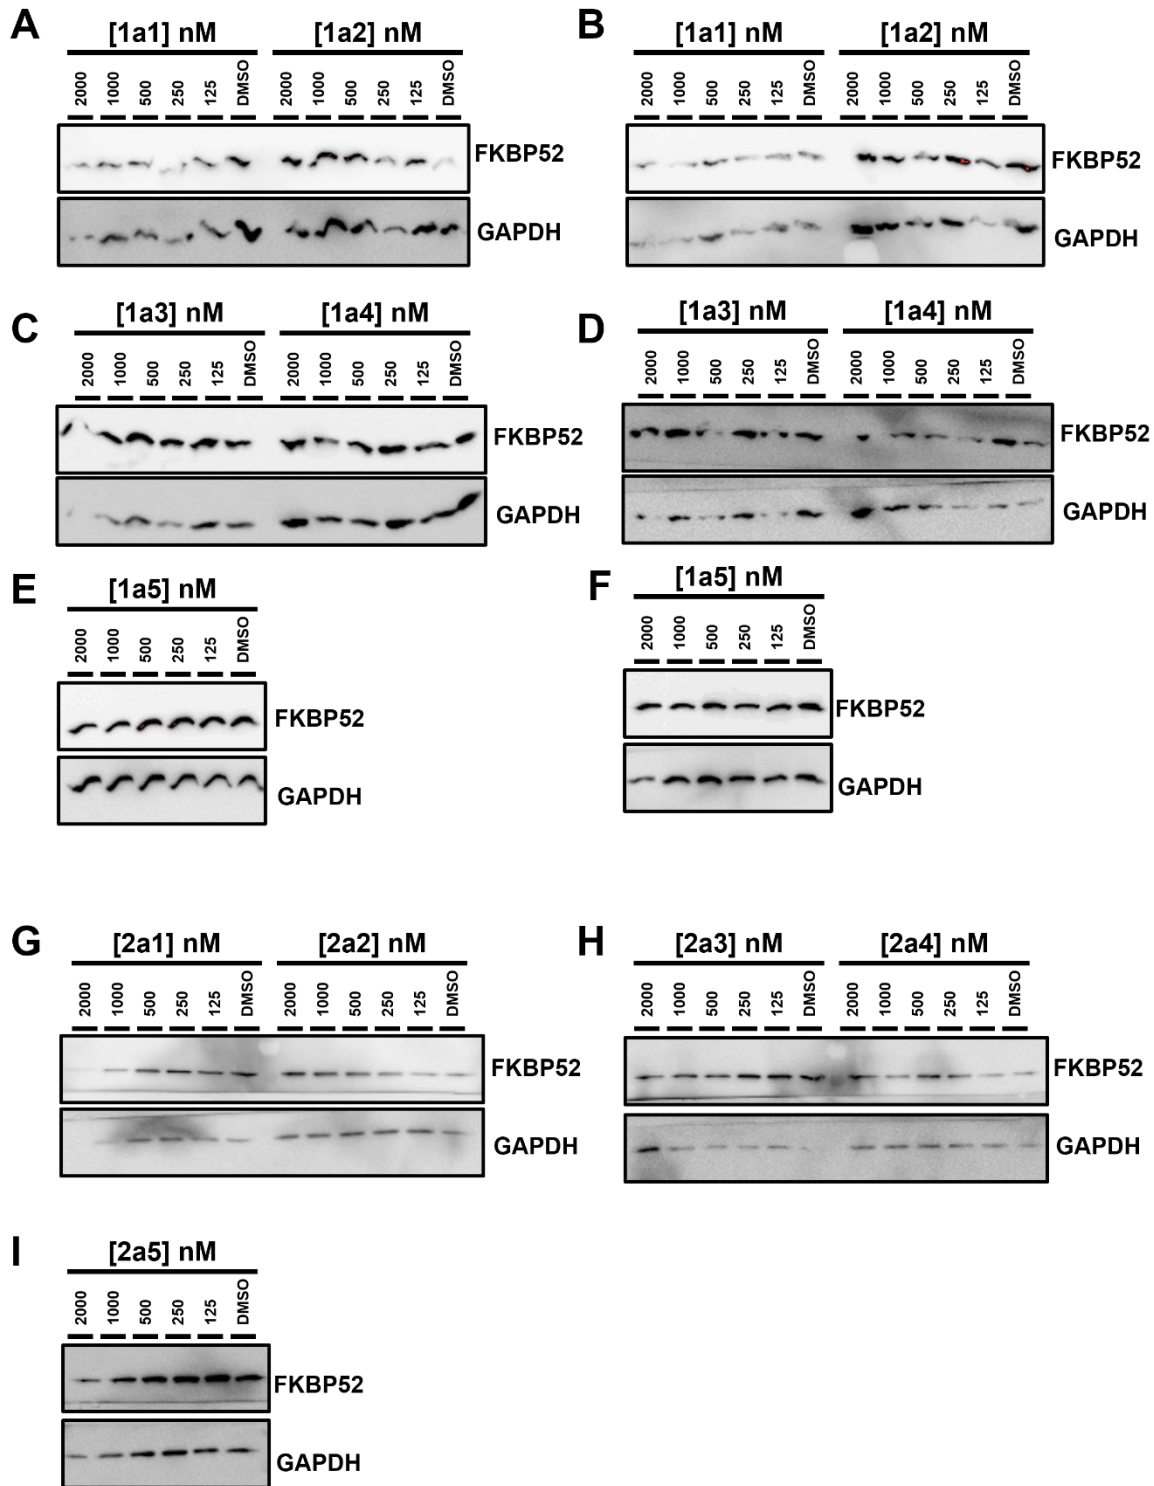 A
[1a1] nM [1a2] nM
2000 1000 500 250 125 DMSO 2000 1000 500 250 125 DMSO
FKBP52
GAPDH
B
[1a1] nM [1a2] nM
2000 1000 500 250 125 DMSO 2000 1000 500 250 125 DMSO
FKBP52
GAPDH
C
[1a3] nM [1a4] nM
2000 1000 500 250 125 DMSO 2000 1000 500 250 125 DMSO
FKBP52
GAPDH
D
[1a3] nM [1a4] nM
2000 1000 500 250 125 DMSO 2000 1000 500 250 125 DMSO
FKBP52
GAPDH
E
[1a5] nM
2000 1000 500 250 125 DMSO
FKBP52
GAPDH
F
[1a5] nM
2000 1000 500 250 125 DMSO
FKBP52
GAPDH
G
[2a1] nM [2a2] nM
2000 1000 500 250 125 DMSO 2000 1000 500 250 125 DMSO
FKBP52
GAPDH
H
[2a3] nM [2a4] nM
2000 1000 500 250 125 DMSO 2000 1000 500 250 125 DMSO
FKBP52
GAPDH
I
[2a5] nM
2000 1000 500 250 125 DMSO
FKBP52
GAPDH